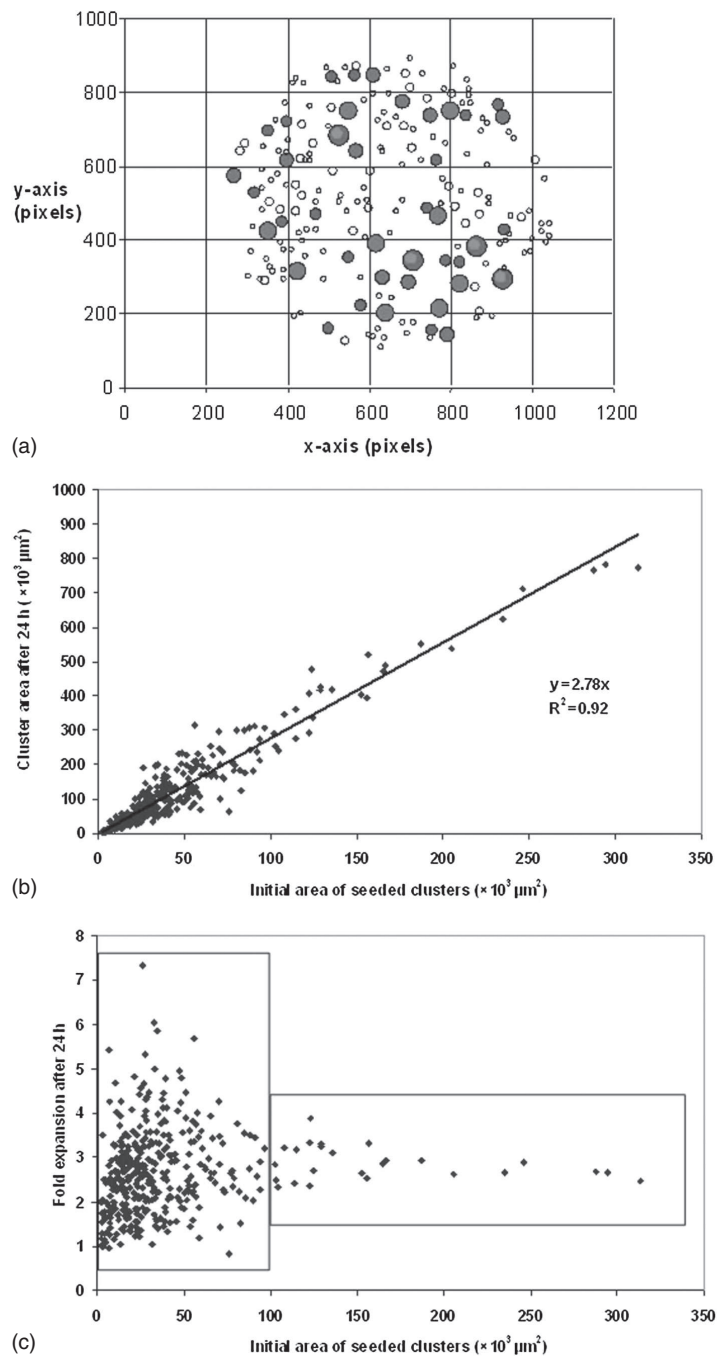 1000
800
600
400
200
0
y-axis
(pixels)
0 200 400 600 800 1000 1200
x-axis (pixels)
(a)
1000
900
800
700
600
500
400
300
200
100
0
Cluster area after 24 h (×10³ µm²)
y=2.78x
R²=0.92
0 50 100 150 200 250 300 350
Initial area of seeded clusters (×10³ µm²)
(b)
8
7
6
5
4
3
2
1
0
Fold expansion after 24 h
0 50 100 150 200 250 300 350
Initial area of seeded clusters (×10³ µm²)
(c)